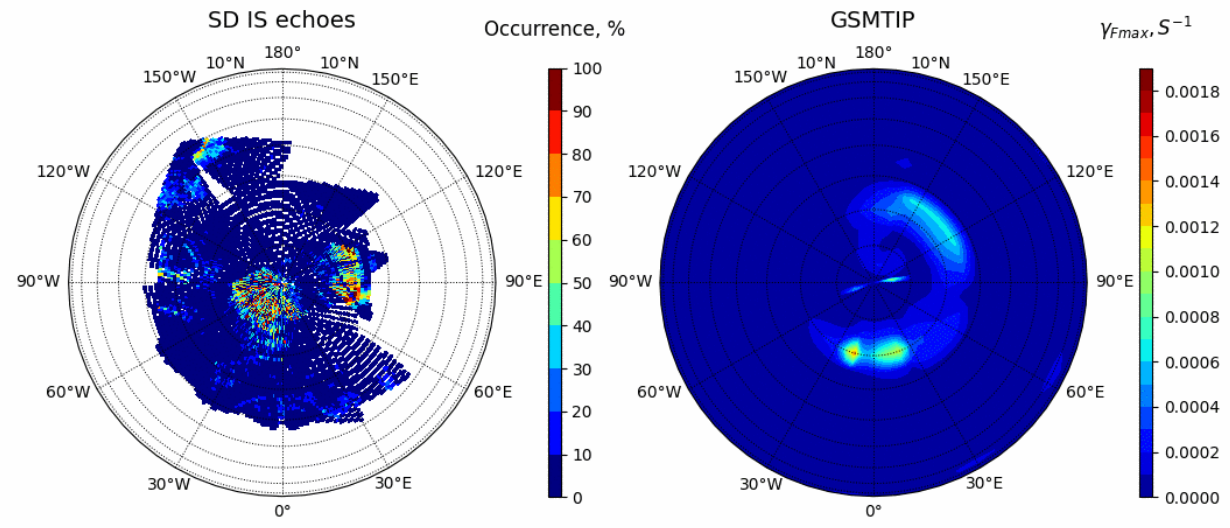 SD IS echoes
Occurrence, %
180°
150°W
10°N
10°N
150°E
120°W
120°E
90°W
90°E
60°W
60°E
30°W
30°E
0°
100
90
80
70
60
50
40
30
20
10
0
GSMTIP
γFmax, S⁻¹
180°
150°W
10°N
10°N
150°E
120°W
120°E
90°W
90°E
60°W
60°E
30°W
30°E
0°
0.0018
0.0016
0.0014
0.0012
0.0010
0.0008
0.0006
0.0004
0.0002
0.0000